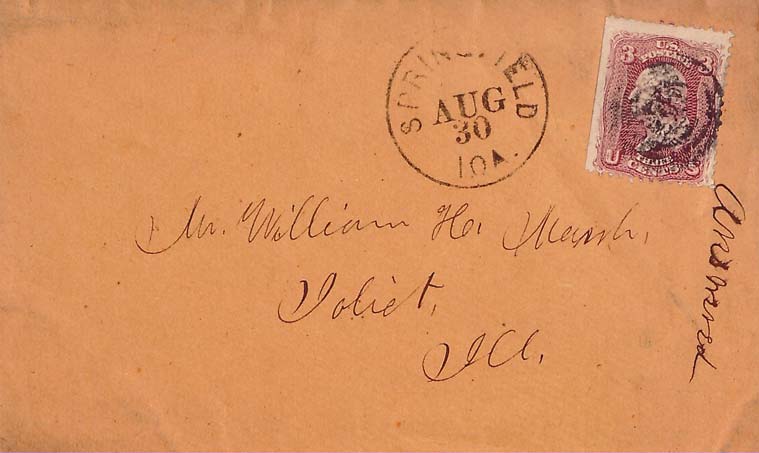 SPRINGFIELD
AUG
30
IOA.
3 U.S. 3
POSTAGE
THREE
U CENTS S
Mr. William H. Marsh,
Joliet,
Ill.
Answered